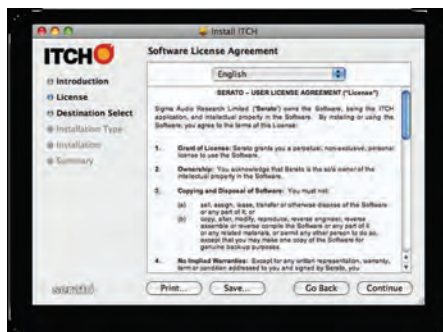 Install ITCH
ITCH
Software License Agreement
English
Introduction
License
Destination Select
Installation Type
Installation
Summary
SERATO – USER LICENSE AGREEMENT ("License")
Sigma Audio Research Limited ("Serato") owns the Software, being the ITCH
application, and intellectual property in the Software. By installing or using the
Software, you agree to the terms of this License:
1. Grant of License: Serato grants you a perpetual, non-exclusive, personal
license to use the Software.
2. Ownership: You acknowledge that Serato is the sole owner of the
intellectual property in the Software.
3. Copying and Disposal of Software: You must not:
(a) sell, assign, lease, transfer or otherwise dispose of the Software
or any part of it; or
(b) copy, alter, modify, reproduce, reverse engineer, reverse
assemble or reverse compile the Software or any part of it
or any related materials, or permit any other person to do so,
except that you may make one copy of the Software for
genuine backup purposes.
4. No Implied Warranties: Except for any written representation, warranty,
term or condition addressed to you and signed by Serato, you
Print...
Save...
Go Back
Continue